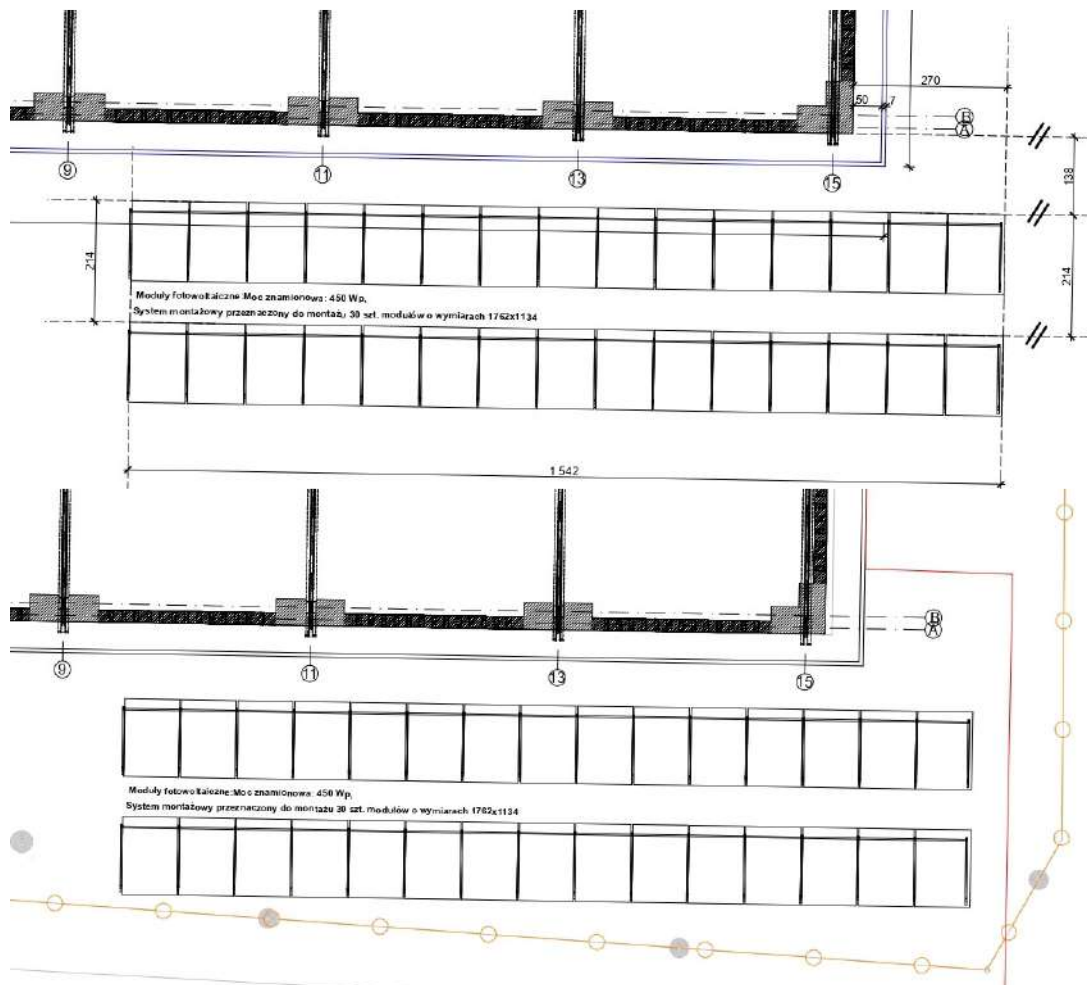 270
50
7
B
A
9
11
13
15
138
214
214
Moduły fotowoltaiczne:Moc znamionowa: 450 Wp,
System montażowy przeznaczony do montażu 30 szt. modułów o wymiarach 1762x1134
1 542
B
A
9
11
13
15
Moduły fotowoltaiczne:Moc znamionowa: 450 Wp,
System montażowy przeznaczony do montażu 30 szt. modułów o wymiarach 1762x1134